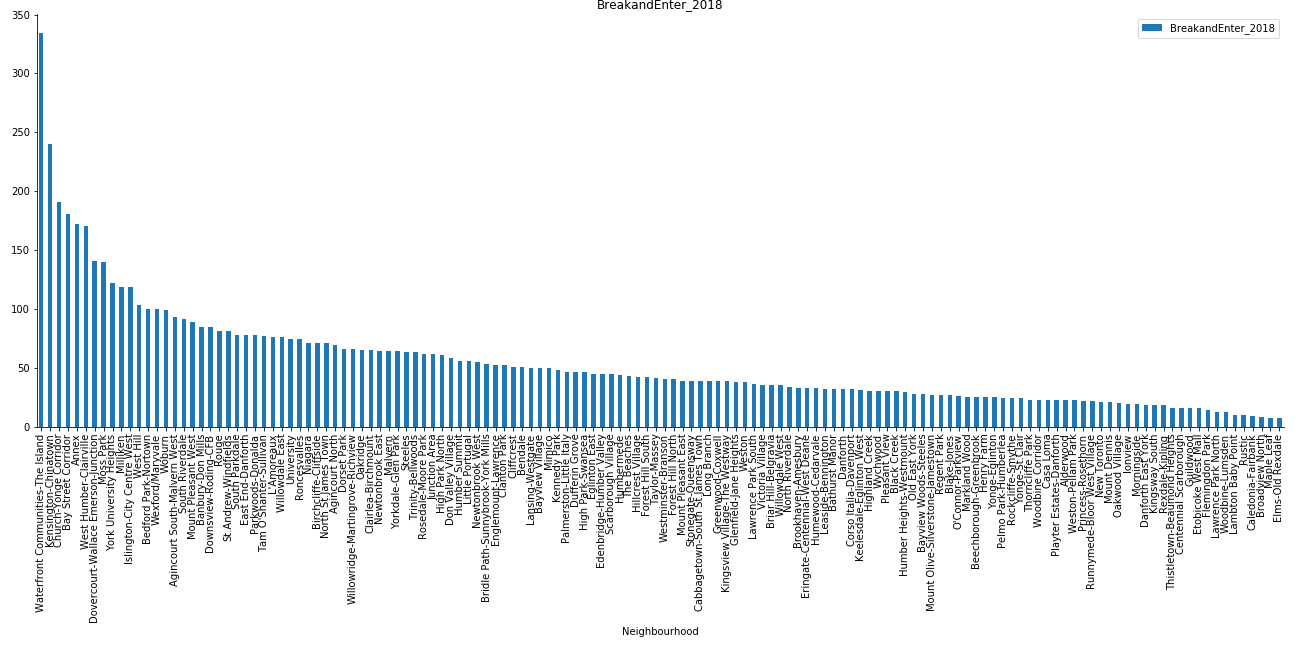 BreakandEnter_2018
BreakandEnter_2018
350
300
250
200
150
100
50
0
Waterfront Communities-The Island
Kensington-Chinatown
Church-Yonge Corridor
Bay Street Corridor
Annex
West Humber-Clairville
Dovercourt-Wallace Emerson-Junction
Moss Park
York University Heights
Milliken
Islington-City Centre West
West Hill
Bedford Park-Nortown
Wexford/Maryvale
Woburn
Agincourt South-Malvern West
South Riverdale
Mount Pleasant West
Banbury-Don Mills
Downsview-Roding-CFB
Rouge
St.Andrew-Windfields
South Parkdale
East End-Danforth
Parkwoods-Donalda
Tam O'Shanter-Sullivan
L'Amoreaux
Willowdale East
University
Roncesvalles
Niagara
Birchcliffe-Cliffside
North St.James Town
Agincourt North
Dorset Park
Willowridge-Martingrove-Richview
Oakridge
Clairlea-Birchmount
Newtonbrook East
Malvern
Yorkdale-Glen Park
Steeles
Trinity-Bellwoods
Rosedale-Moore Park
Junction Area
High Park North
Don Valley Village
Humber Summit
Little Portugal
Newtonbrook West
Bridle Path-Sunnybrook-York Mills
Englemount-Lawrence
Clanton Park
Cliffcrest
Bendale
Lansing-Westgate
Bayview Village
Mimico
Kennedy Park
Palmerston-Little Italy
Dufferin Grove
High Park-Swansea
Eglinton East
Edenbridge-Humber Valley
Scarborough Village
Humbermede
The Beaches
Hillcrest Village
Forest Hill South
Taylor-Massey
Westminster-Branson
Forest Hill North
Mount Pleasant East
Stonegate-Queensway
Cabbagetown-South St.James Town
Long Branch
Greenwood-Coxwell
Kingsview Village-The Westway
Glenfield-Jane Heights
Weston
Lawrence Park South
Victoria Village
Briar Hill-Belgravia
Willowdale West
North Riverdale
Brookhaven-Amesbury
Eringate-Centennial-West Deane
Humewood-Cedarvale
Leaside-Bennington
Bathurst Manor
Danforth
Corso Italia-Davenport
Keelesdale-Eglinton West
Highland Creek
Wychwood
Pleasant View
Black Creek
Humber Heights-Westmount
Old East York
Bayview Woods-Steeles
Mount Olive-Silverstone-Jamestown
Regent Park
Blake-Jones
O'Connor-Parkview
Markland Wood
Beechborough-Greenbrook
Henry Farm
Yonge-Eglinton
Pelmo Park-Humberlea
Rockcliffe-Smythe
Yonge-St.Clair
Thorncliffe Park
Woodbine Corridor
Casa Loma
Playter Estates-Danforth
Alderwood
Weston-Pellam Park
Princess-Rosethorn
Runnymede-Bloor West Village
New Toronto
Mount Dennis
Oakwood Village
Ionview
Morningside
Danforth East York
Kingsway South
Rexdale-Kipling
Thistletown-Beaumond Heights
Centennial Scarborough
Guildwood
Etobicoke West Mall
Flemingdon Park
Lawrence Park North
Woodbine-Lumsden
Lambton Baby Point
Rustic
Caledonia-Fairbank
Broadview North
Maple Leaf
Elms-Old Rexdale
Neighbourhood